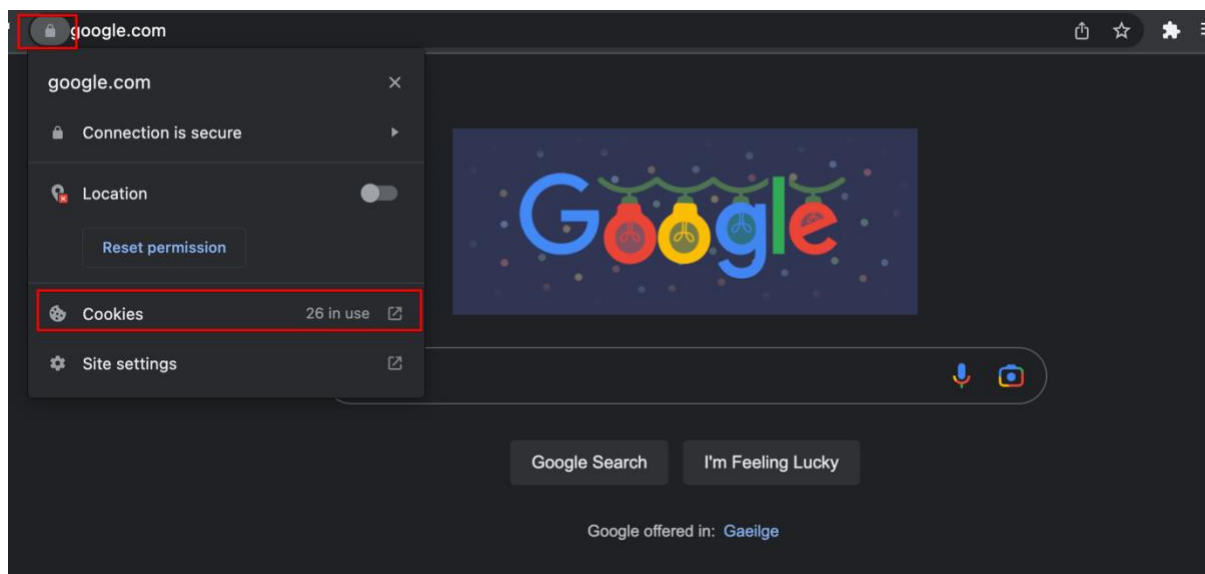 google.com
google.com
Connection is secure
Location
Reset permission
Cookies 26 in use
Site settings
Google
Google Search I'm Feeling Lucky
Google offered in: Gaeilge